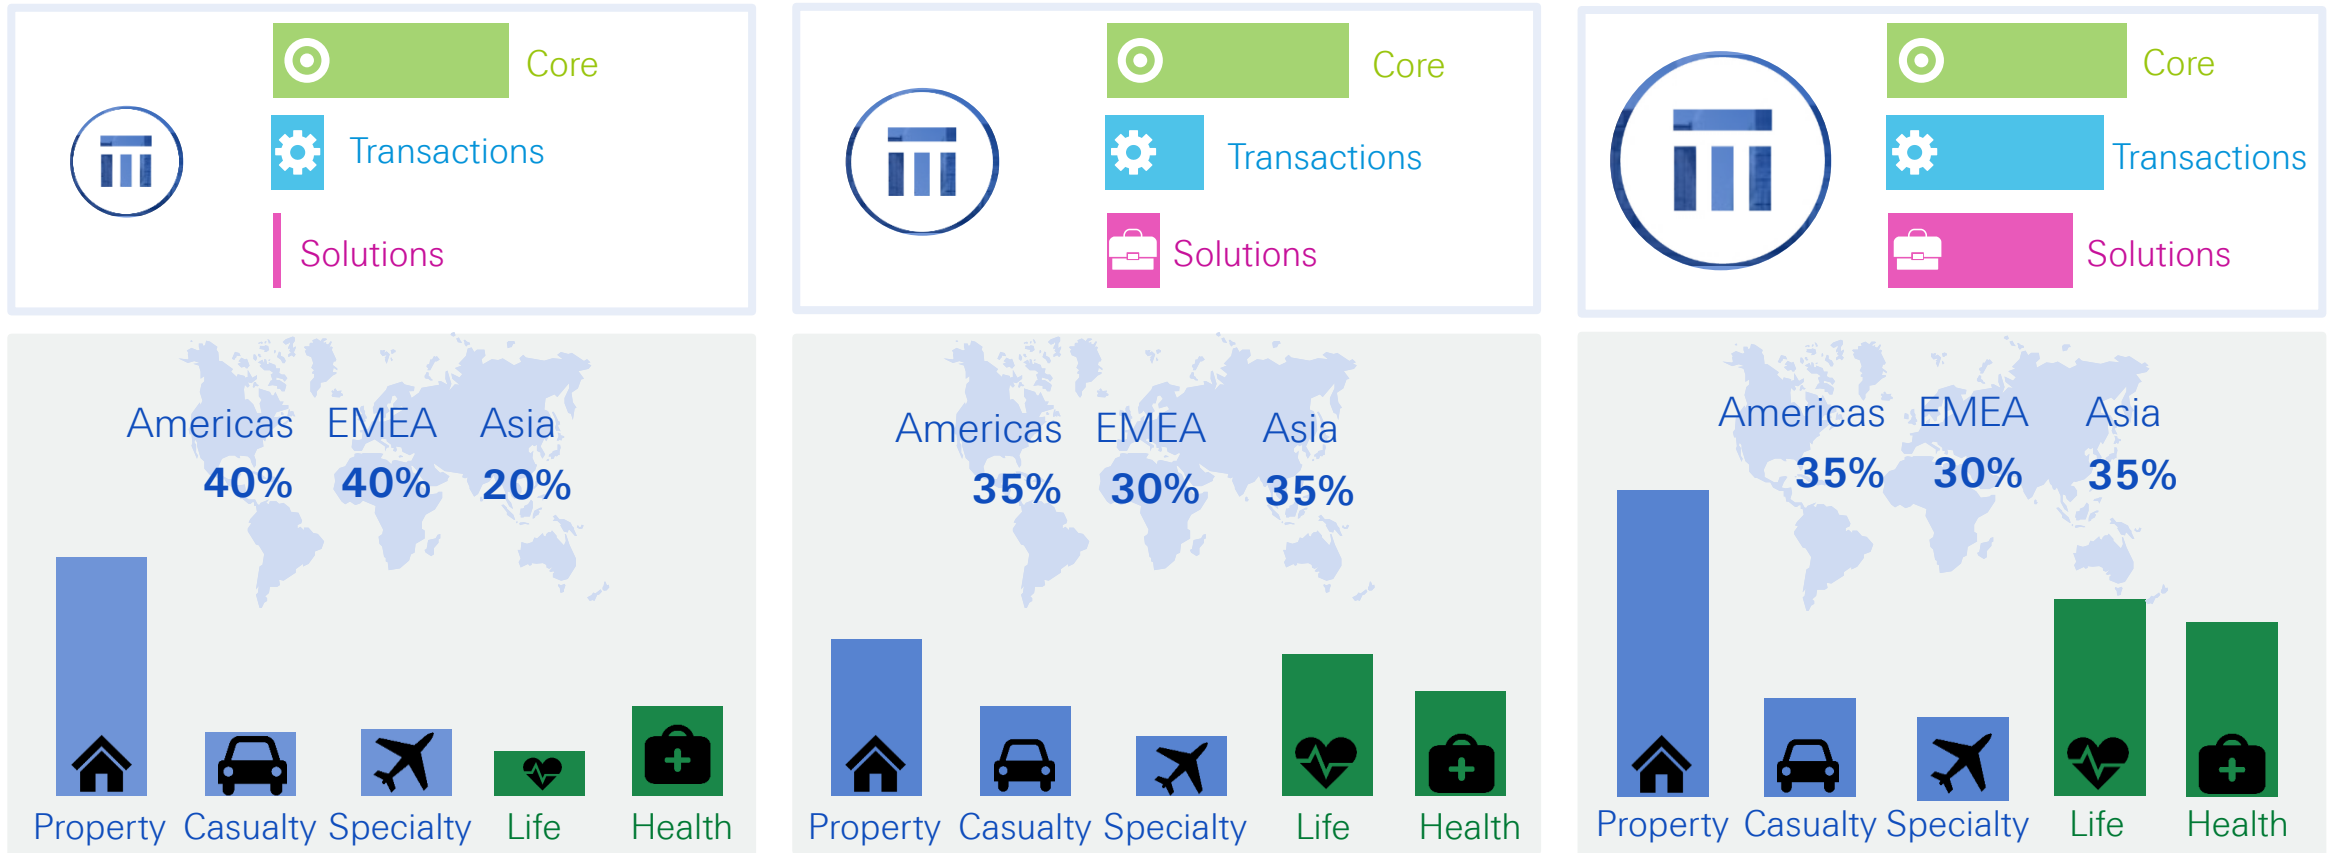 Core
Transactions
Solutions
Americas EMEA Asia
40% 40% 20%
Property Casualty Specialty Life Health
Core
Transactions
Solutions
Americas EMEA Asia
35% 30% 35%
Property Casualty Specialty Life Health
Core
Transactions
Solutions
Americas EMEA Asia
35% 30% 35%
Property Casualty Specialty Life Health